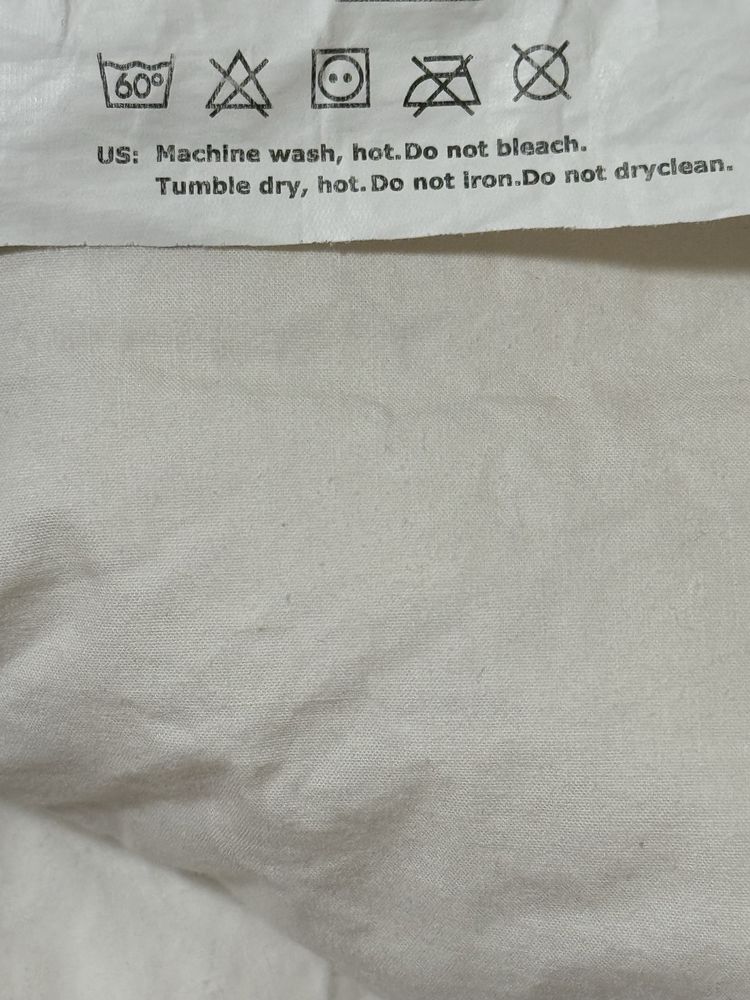 60°
US: Machine wash, hot.Do not bleach.
Tumble dry, hot.Do not iron.Do not dryclean.